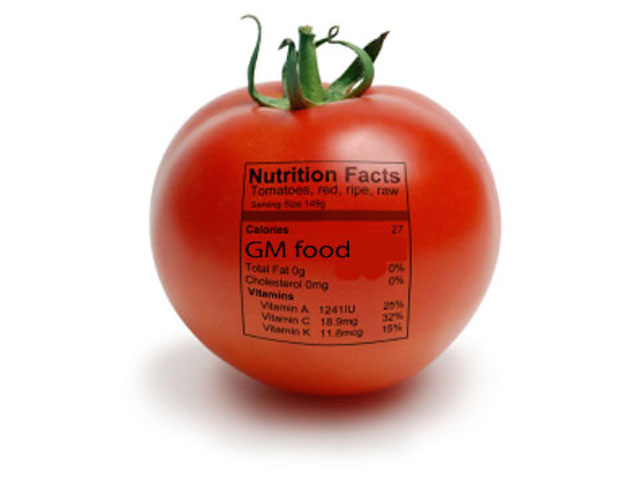 Nutrition Facts
Tomatoes, red, ripe, raw
Serving Size 149g
Calories 27
GM food
Total Fat 0g 0%
Cholesterol 0mg 0%
Vitamins
Vitamin A 1241IU 25%
Vitamin C 18.9mg 32%
Vitamin K 11.8mcg 15%